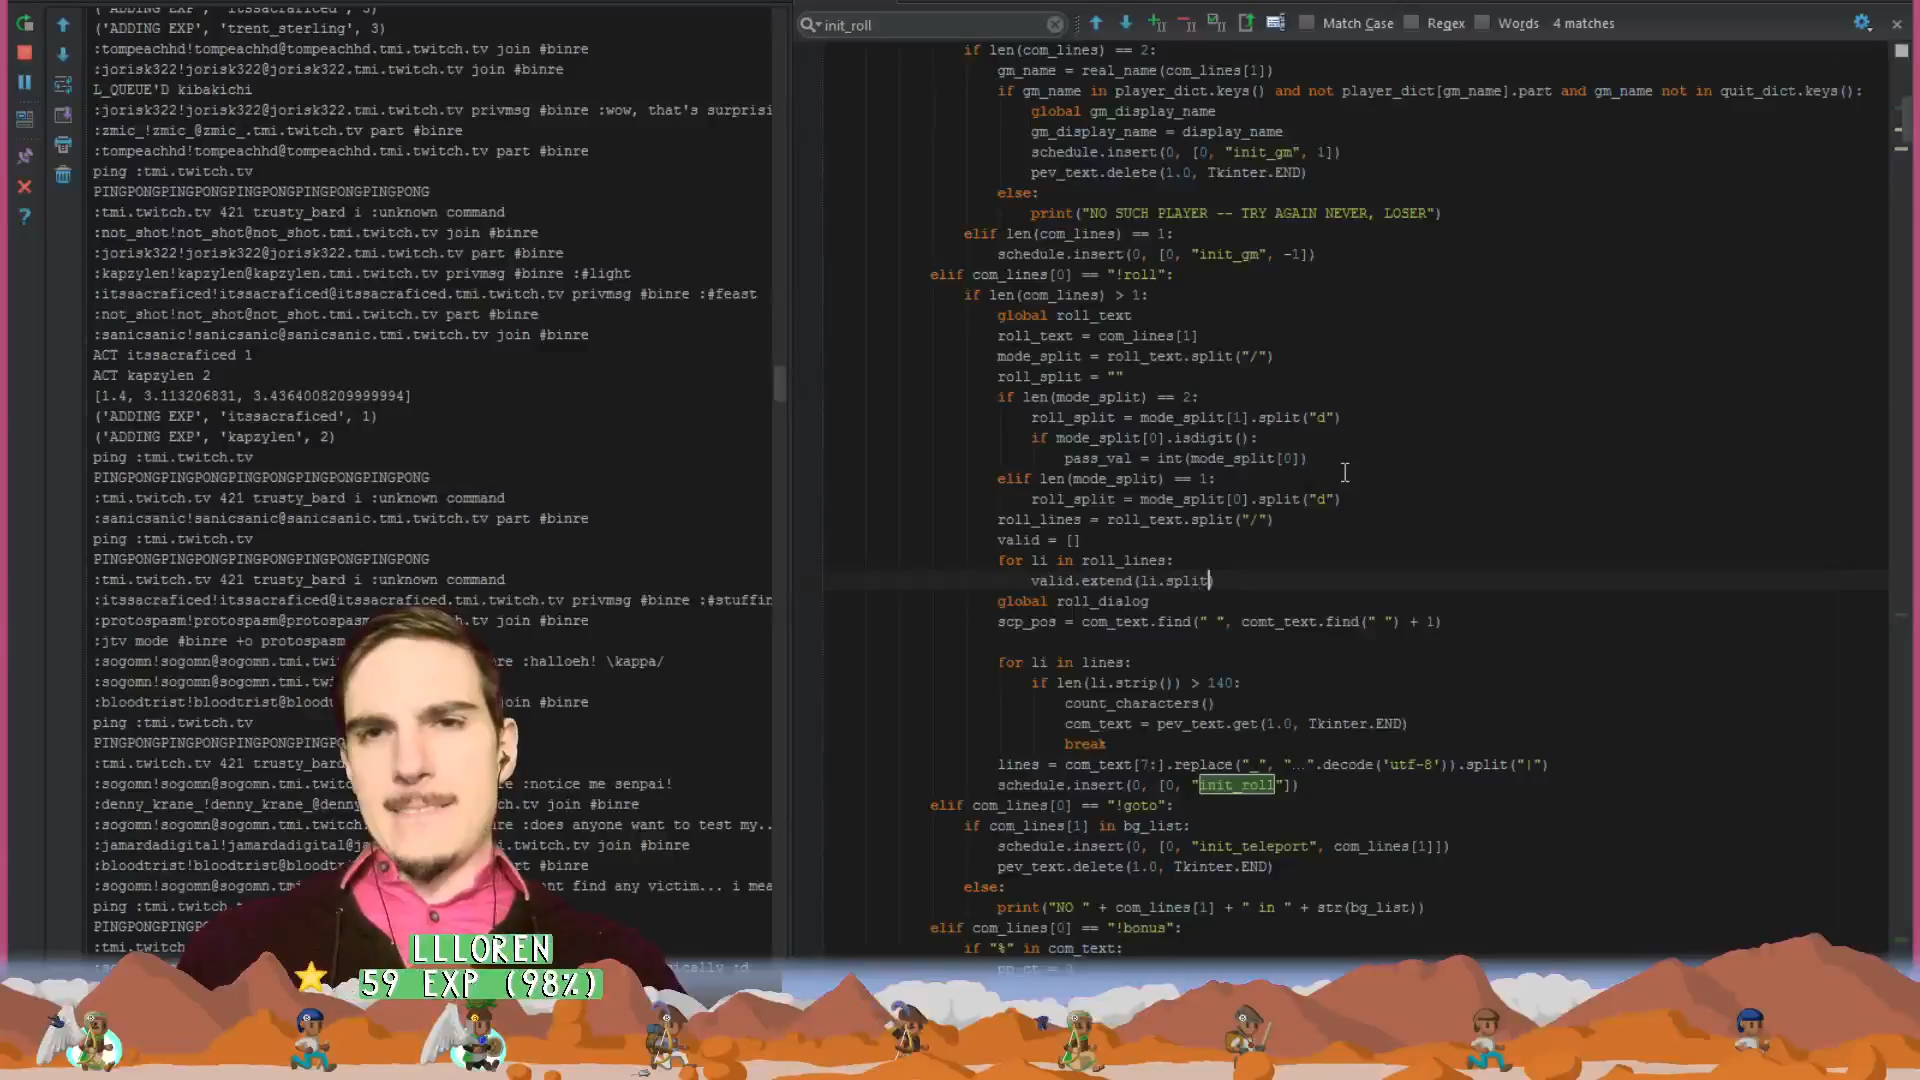 ('ADDING EXP', 'itssacraficed', 3)
('ADDING EXP', 'trent_sterling', 3)
:tompeachhd!tompeachhd@tompeachhd.tmi.twitch.tv join #binre
:jorisk322!jorisk322@jorisk322.tmi.twitch.tv join #binre
L_QUEUE'D kibakichi
:jorisk322!jorisk322@jorisk322.tmi.twitch.tv privmsg #binre :wow, that's surprisi
:zmic_!zmic_@zmic_.tmi.twitch.tv part #binre
:tompeachhd!tompeachhd@tompeachhd.tmi.twitch.tv part #binre
ping :tmi.twitch.tv
PINGPONGPINGPONGPINGPONGPINGPONGPINGPONG
:tmi.twitch.tv 421 trusty_bard i :unknown command
:not_shot!not_shot@not_shot.tmi.twitch.tv join #binre
:jorisk322!jorisk322@jorisk322.tmi.twitch.tv part #binre
:kapzylen!kapzylen@kapzylen.tmi.twitch.tv privmsg #binre :#light
:itssacraficed!itssacraficed@itssacraficed.tmi.twitch.tv privmsg #binre :#feast
:not_shot!not_shot@not_shot.tmi.twitch.tv part #binre
:sanicsanic!sanicsanic@sanicsanic.tmi.twitch.tv join #binre
ACT itssacraficed 1
ACT kapzylen 2
[1.4, 3.113206831, 3.4364008209999994]
('ADDING EXP', 'itssacraficed', 1)
('ADDING EXP', 'kapzylen', 2)
ping :tmi.twitch.tv
PINGPONGPINGPONGPINGPONGPINGPONGPINGPONG
:tmi.twitch.tv 421 trusty_bard i :unknown command
:sanicsanic!sanicsanic@sanicsanic.tmi.twitch.tv part #binre
ping :tmi.twitch.tv
PINGPONGPINGPONGPINGPONGPINGPONGPINGPONG
:tmi.twitch.tv 421 trusty_bard i :unknown command
:itssacraficed!itssacraficed@itssacraficed.tmi.twitch.tv privmsg #binre :#stuffin
:protospasm!protospasm@protospasm.tmi.twitch.tv join #binre
:jtv mode #binre +o protospasm
:sogomn!sogomn@sogomn.tmi.twi re :halloeh! \kappa/
:sogomn!sogomn@sogomn.tmi.twi
:bloodtrist!bloodtrist@blood join #binre
ping :tmi.twitch.tv
PINGPONGPINGPONGPINGPONGPINGPO
:tmi.twitch.tv 421 trusty_bard
:sogomn!sogomn@sogomn.tmi.twi re :notice me senpai!
:denny_krane_!denny_krane_@denny .tv join #binre
:sogomn!sogomn@sogomn.tmi.twi re :does anyone want to test my..
:jamardadigital!jamardadigital@ja i.twitch.tv join #binre
:bloodtrist!bloodtrist@blood part #binre
:sogomn!sogomn@sogomn.tmi. nt find any victim... i mea
ping :tmi.twitch.
PINGPONGPINGPON
:tmi.twitch
init_roll
Match Case
Regex
Words
4 matches
if len(com_lines) == 2:
gm_name = real_name(com_lines[1])
if gm_name in player_dict.keys() and not player_dict[gm_name].part and gm_name not in quit_dict.keys():
global gm_display_name
gm_display_name = display_name
schedule.insert(0, [0, "init_gm", 1])
pev_text.delete(1.0, Tkinter.END)
else:
print("NO SUCH PLAYER -- TRY AGAIN NEVER, LOSER")
elif len(com_lines) == 1:
schedule.insert(0, [0, "init_gm", -1])
elif com_lines[0] == "!roll":
if len(com_lines) > 1:
global roll_text
roll_text = com_lines[1]
mode_split = roll_text.split("/")
roll_split = ""
if len(mode_split) == 2:
roll_split = mode_split[1].split("d")
if mode_split[0].isdigit():
pass_val = int(mode_split[0])
elif len(mode_split) == 1:
roll_split = mode_split[0].split("d")
roll_lines = roll_text.split("/")
valid = []
for li in roll_lines:
valid.extend(li.split)
global roll_dialog
scp_pos = com_text.find(" ", comt_text.find(" ") + 1)
for li in lines:
if len(li.strip()) > 140:
count_characters()
com_text = pev_text.get(1.0, Tkinter.END)
break
lines = com_text[7:].replace("_", "…".decode('utf-8')).split("|")
schedule.insert(0, [0, "init_roll"])
elif com_lines[0] == "!goto":
if com_lines[1] in bg_list:
schedule.insert(0, [0, "init_teleport", com_lines[1]])
pev_text.delete(1.0, Tkinter.END)
else:
print("NO " + com_lines[1] + " in " + str(bg_list))
elif com_lines[0] == "!bonus":
if "%" in com_text:
LLLOREN
59 EXP (98%)